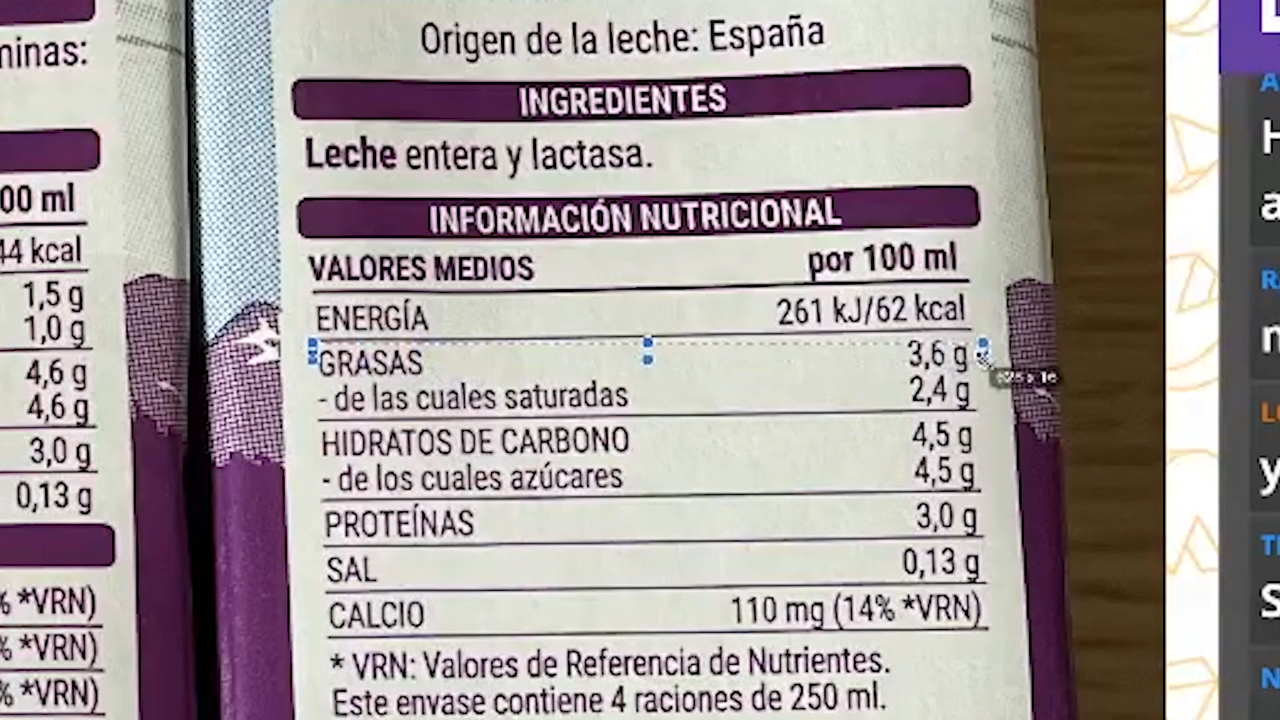 minas:
00 ml
44 kcal
1,5 g
1,0 g
4,6 g
4,6 g
3,0 g
0,13 g
% *VRN)
% *VRN)
% *VRN)
Origen de la leche: España
INGREDIENTES
Leche entera y lactasa.
INFORMACIÓN NUTRICIONAL
VALORES MEDIOS por 100 ml
ENERGÍA 261 kJ/62 kcal
GRASAS 3,6 g
- de las cuales saturadas 2,4 g
HIDRATOS DE CARBONO 4,5 g
- de los cuales azúcares 4,5 g
PROTEÍNAS 3,0 g
SAL 0,13 g
CALCIO 110 mg (14% *VRN)
* VRN: Valores de Referencia de Nutrientes.
Este envase contiene 4 raciones de 250 ml.